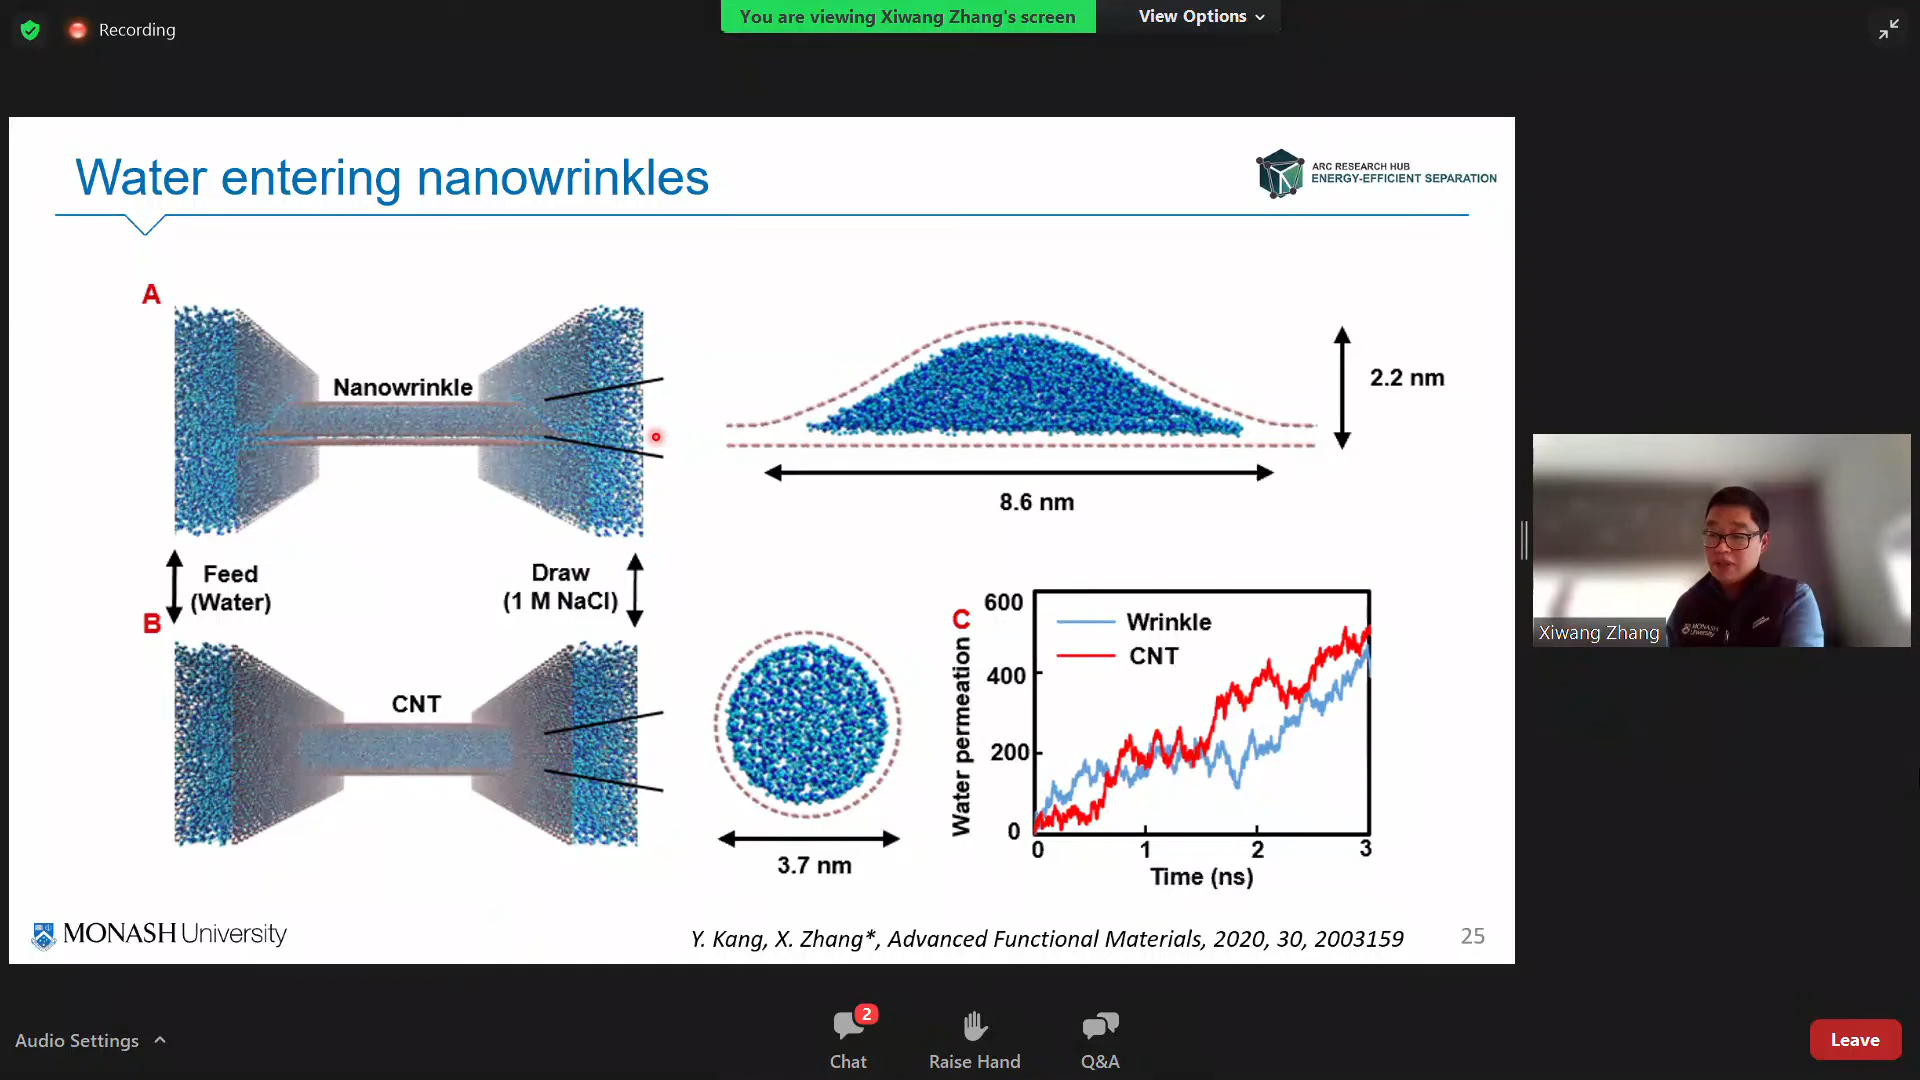 You are viewing Xiwang Zhang's screen
View Options
Recording
Water entering nanowrinkles
ARC RESEARCH HUB
ENERGY-EFFICIENT SEPARATION
A
Nanowrinkle
2.2 nm
8.6 nm
Feed
(Water)
Draw
(1 M NaCl)
B
CNT
3.7 nm
C
Water permeation
600
400
200
0
Wrinkle
CNT
0 1 2 3
Time (ns)
MONASH University
Y. Kang, X. Zhang*, Advanced Functional Materials, 2020, 30, 2003159
25
MONASH
University
Xiwang Zhang
Audio Settings
2
Chat
Raise Hand
Q&A
Leave